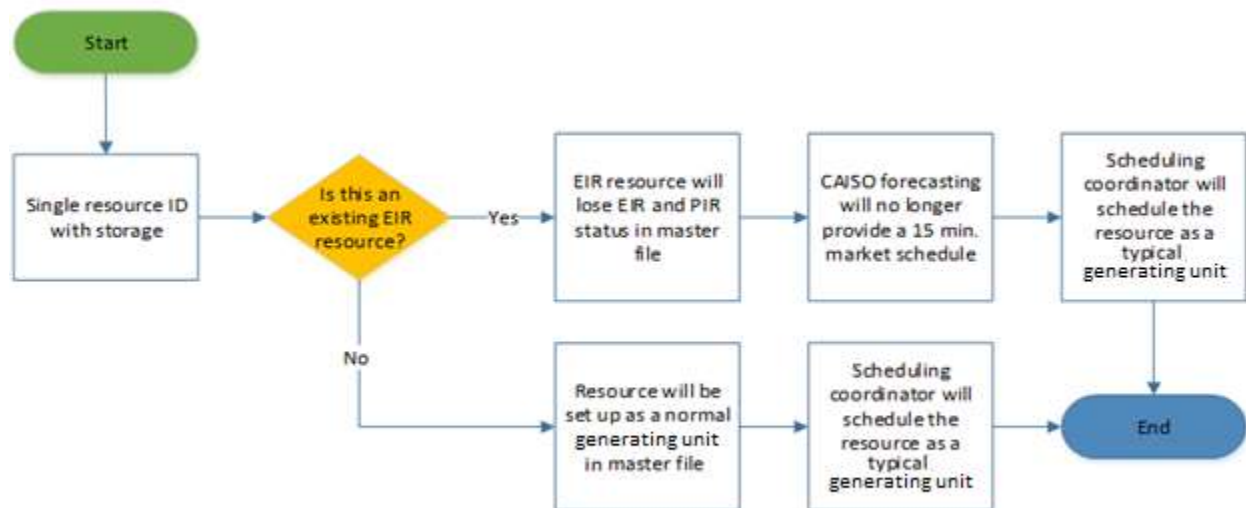 Start
Single resource ID
with storage
Is this an
existing EIR
resource?
Yes
EIR resource will
lose EIR and PIR
status in master
file
CAISO forecasting
will no longer
provide a 15 min.
market schedule
Scheduling
coordinator will
schedule the
resource as a
typical
generating unit
No
Resource will be
set up as a normal
generating unit
in master file
Scheduling
coordinator will
schedule the
resource as a
typical
generating unit
End